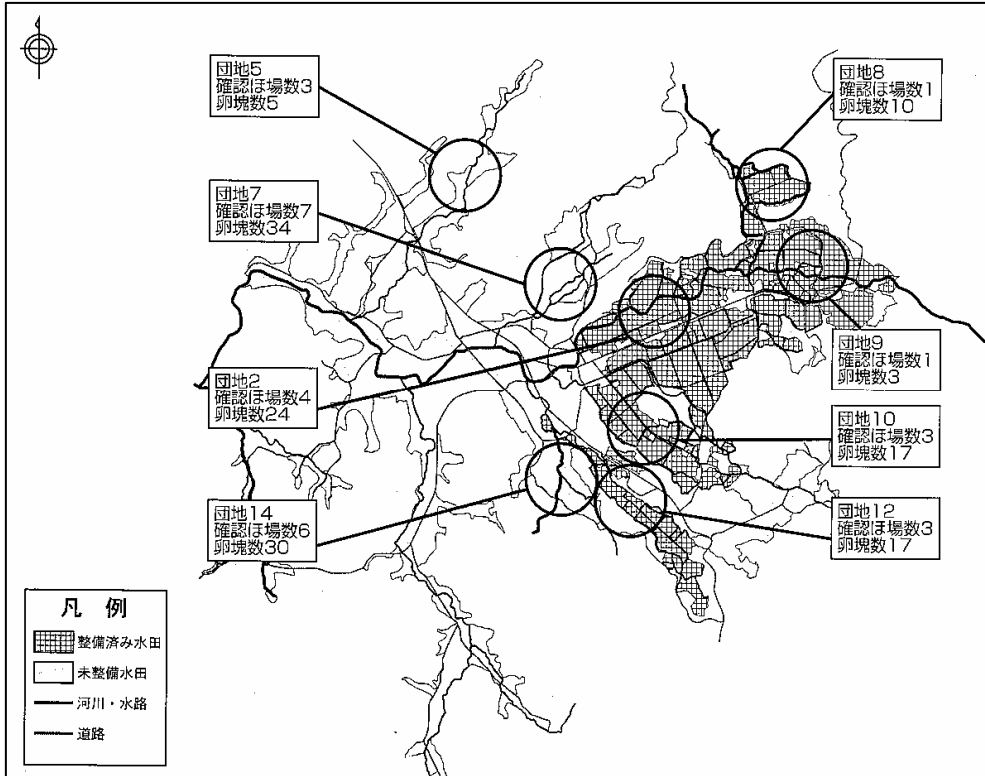 団地5
確認ほ場数3
卵塊数5
団地8
確認ほ場数1
卵塊数10
団地7
確認ほ場数7
卵塊数34
団地9
確認ほ場数1
卵塊数3
団地2
確認ほ場数4
卵塊数24
団地10
確認ほ場数3
卵塊数17
団地14
確認ほ場数6
卵塊数30
団地12
確認ほ場数3
卵塊数17
凡 例
整備済み水田
未整備水田
河川・水路
道路